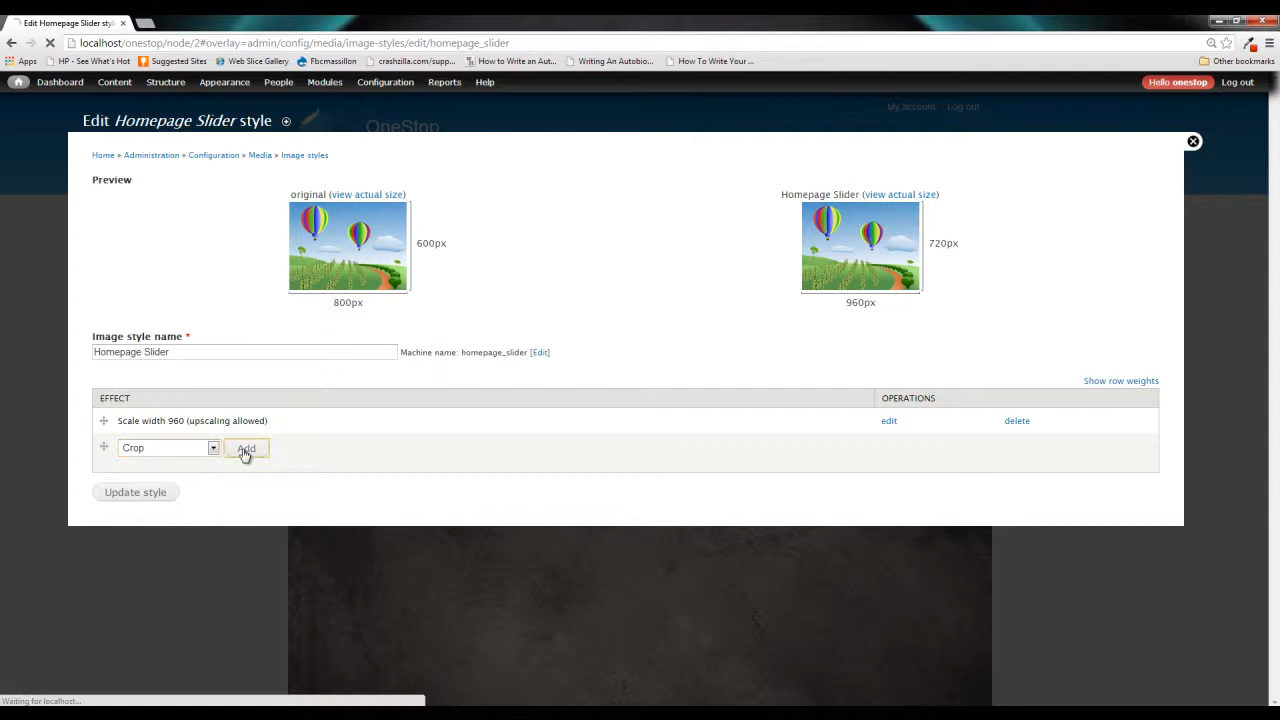 Edit Homepage Slider styl
localhost/onestop/node/2#overlay=admin/config/media/image-styles/edit/homepage_slider
Apps HP - See What's Hot Suggested Sites Web Slice Gallery Fbcmassillon crashzilla.com/supp... How to Write an Aut... Writing An Autobio... How To Write Your ... Other bookmarks
Dashboard Content Structure Appearance People Modules Configuration Reports Help Hello onestop Log out
My account Log out
Edit Homepage Slider style
OneStop
Home » Administration » Configuration » Media » Image styles
Preview
original (view actual size) Homepage Slider (view actual size)
600px 720px
800px 960px
Image style name *
Homepage Slider Machine name: homepage_slider [Edit]
Show row weights
EFFECT OPERATIONS
Scale width 960 (upscaling allowed) edit delete
Crop Add
Update style
Waiting for localhost...